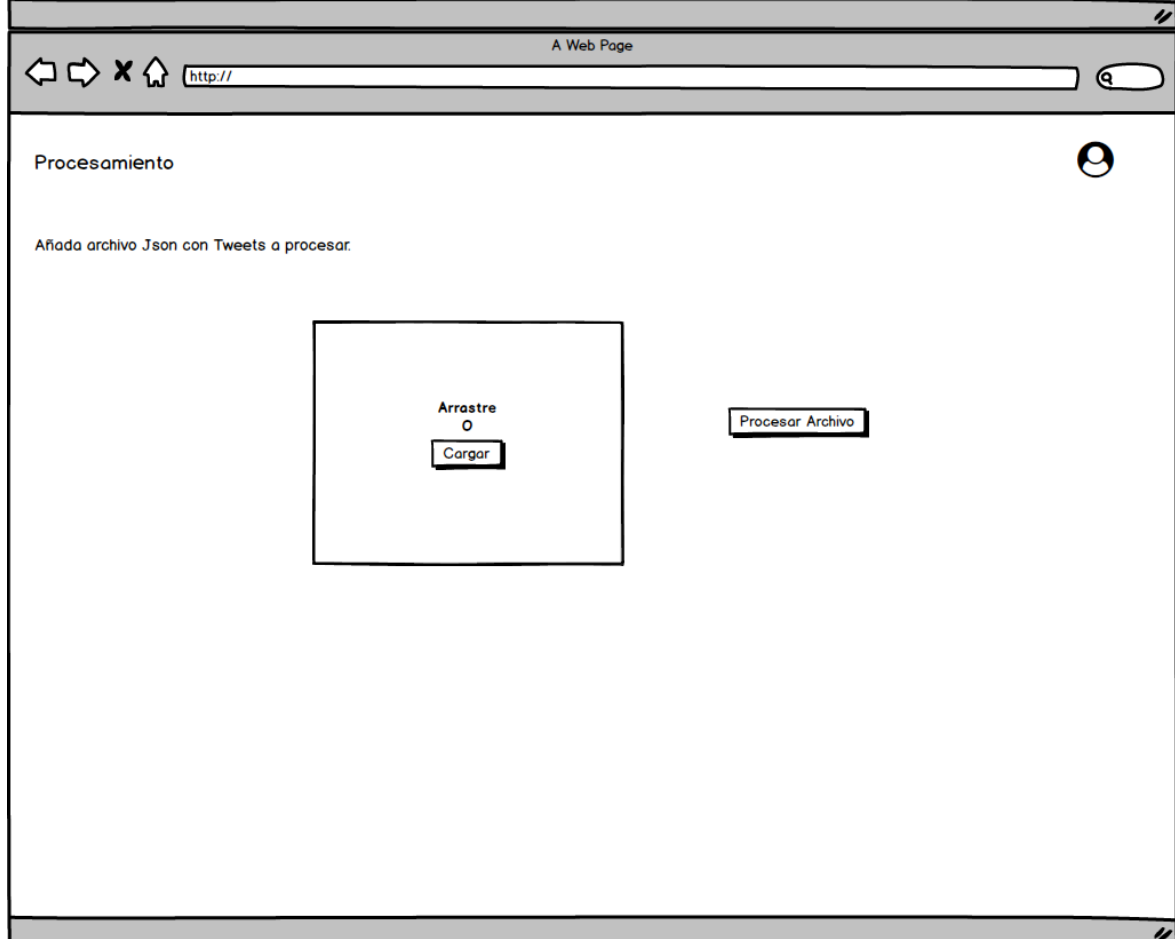 A Web Page
http://
Procesamiento
Añada archivo Json con Tweets a procesar.
Arrastre
O
Cargar
Procesar Archivo